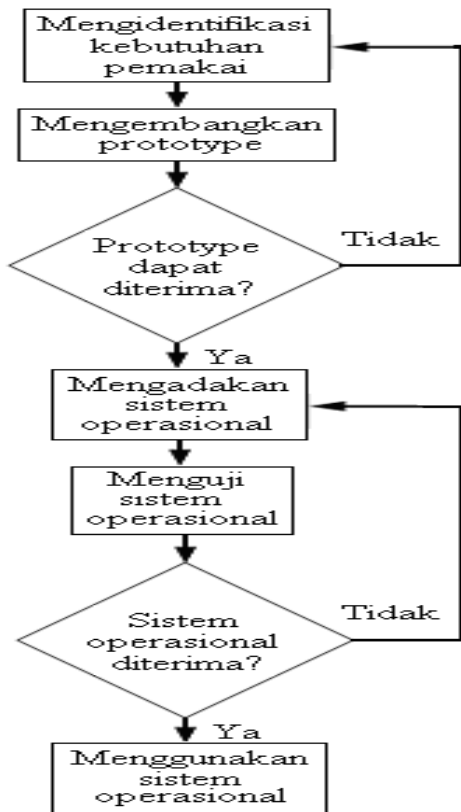 Mengidentifikasi
kebutuhan
pemakai
Mengembangkan
prototype
Prototype
dapat
diterima?
Tidak
Ya
Mengadakan
sistem
operasional
Menguji
sistem
operasional
Sistem
operasional
diterima?
Tidak
Ya
Menggunakan
sistem
operasional